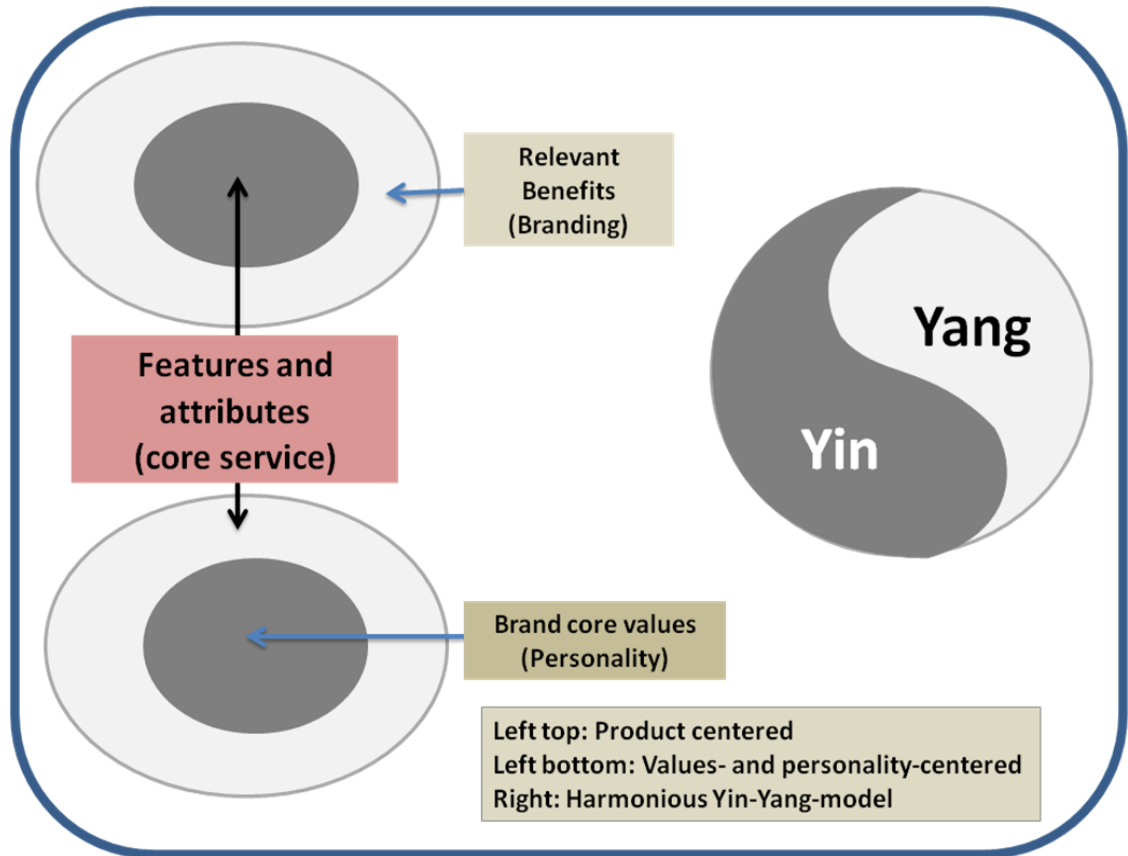 Relevant
Benefits
(Branding)
Features and
attributes
(core service)
Yang
Yin
Brand core values
(Personality)
Left top: Product centered
Left bottom: Values- and personality-centered
Right: Harmonious Yin-Yang-model